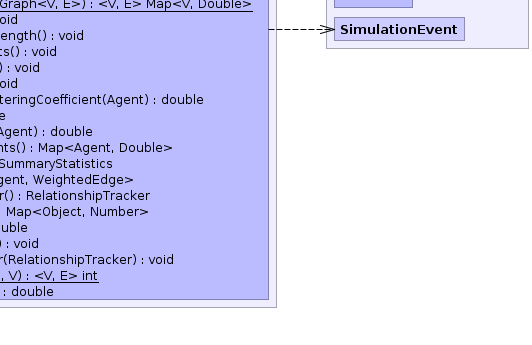 Graph<V, E>) : <V, E> Map<V, Double>
SimulationEvent
oid
ength() : void
ts() : void
) : void
oid
teringCoefficient(Agent) : double
e
Agent) : double
nts() : Map<Agent, Double>
SummaryStatistics
gent, WeightedEdge>
r() : RelationshipTracker
Map<Object, Number>
uble
) : void
r(RelationshipTracker) : void
, V) : <V, E> int
: double